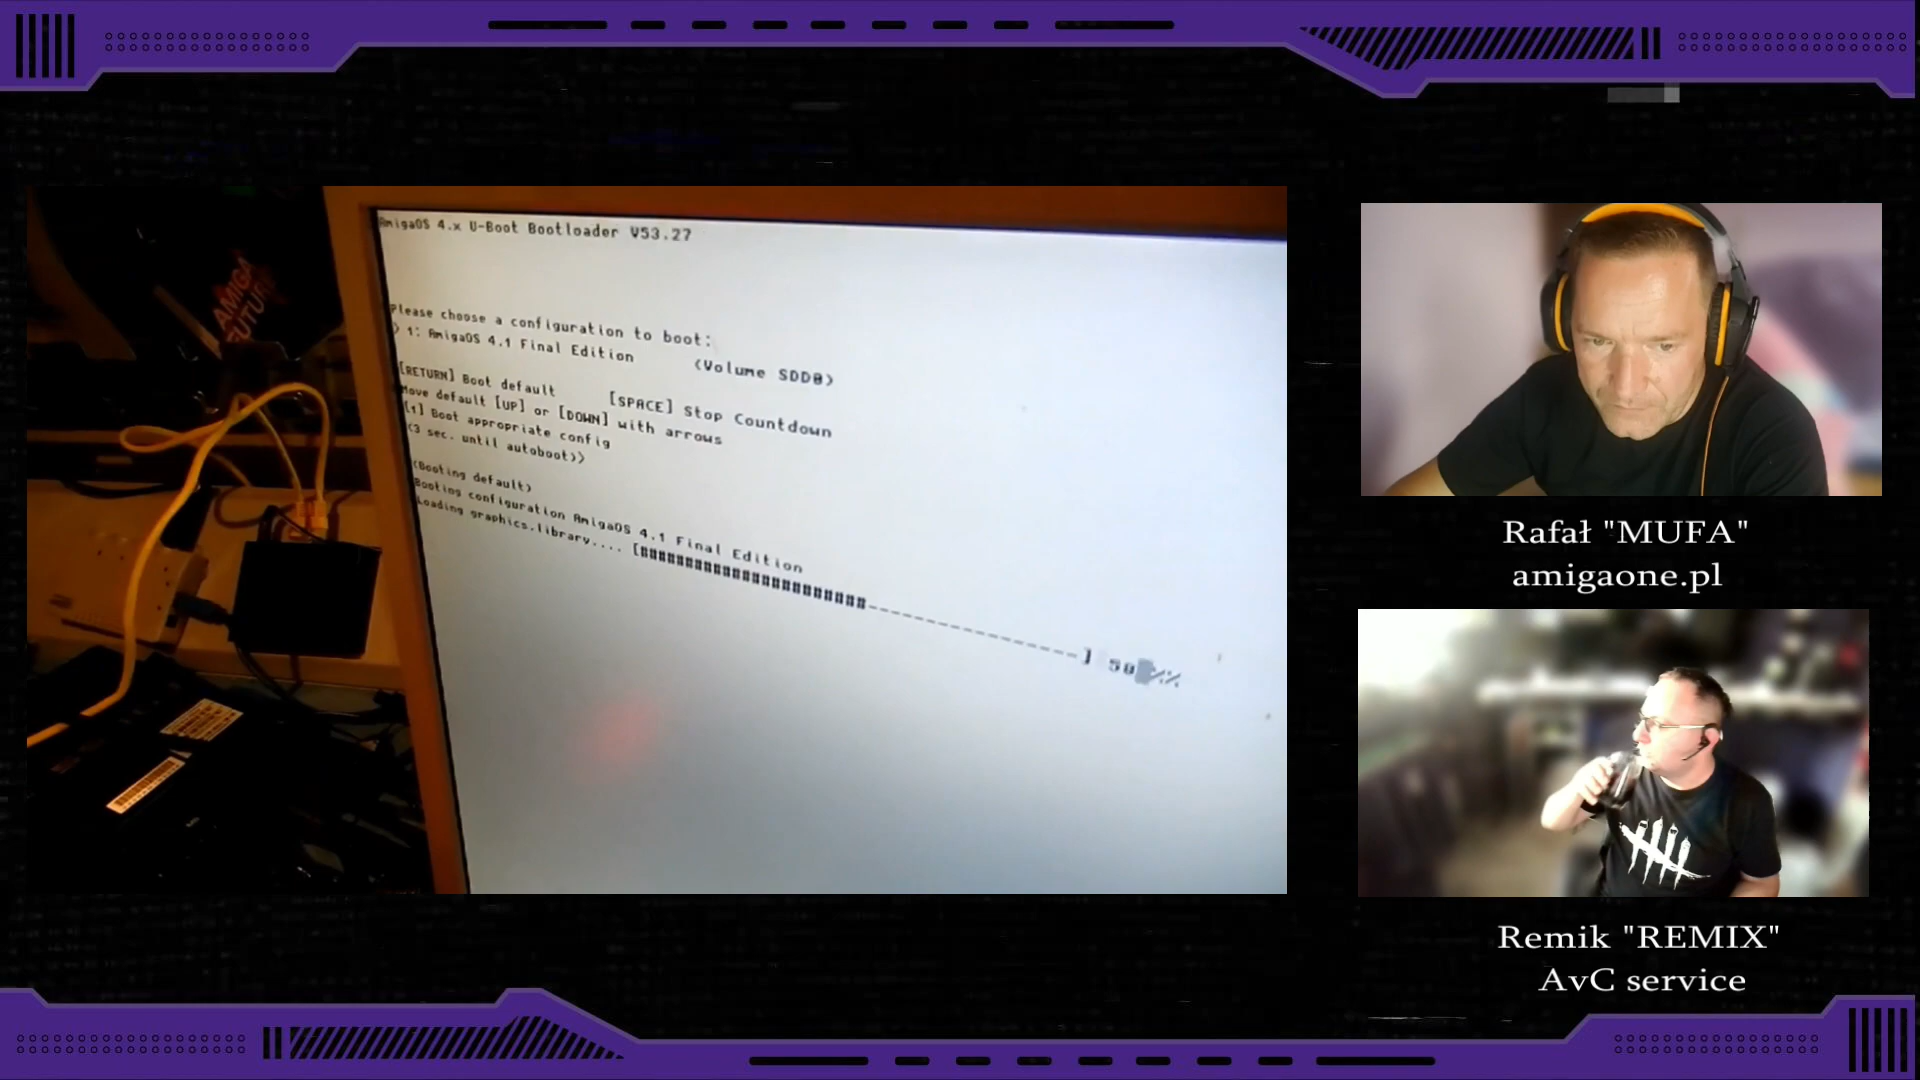 AmigaOS 4.x U-Boot Bootloader V53.27
Please choose a configuration to boot:
> 1: AmigaOS 4.1 Final Edition (Volume SDD0)
[RETURN] Boot default [SPACE] Stop Countdown
Move default [UP] or [DOWN] with arrows
[1] Boot appropriate config
(3 sec. until autoboot>>
(Booting default)
Booting configuration AmigaOS 4.1 Final Edition
Loading graphics.library.... [#########################-------------------------] 50
AMIGA
FUTURE
Rafał "MUFA"
amigaone.pl
Remik "REMIX"
AvC service